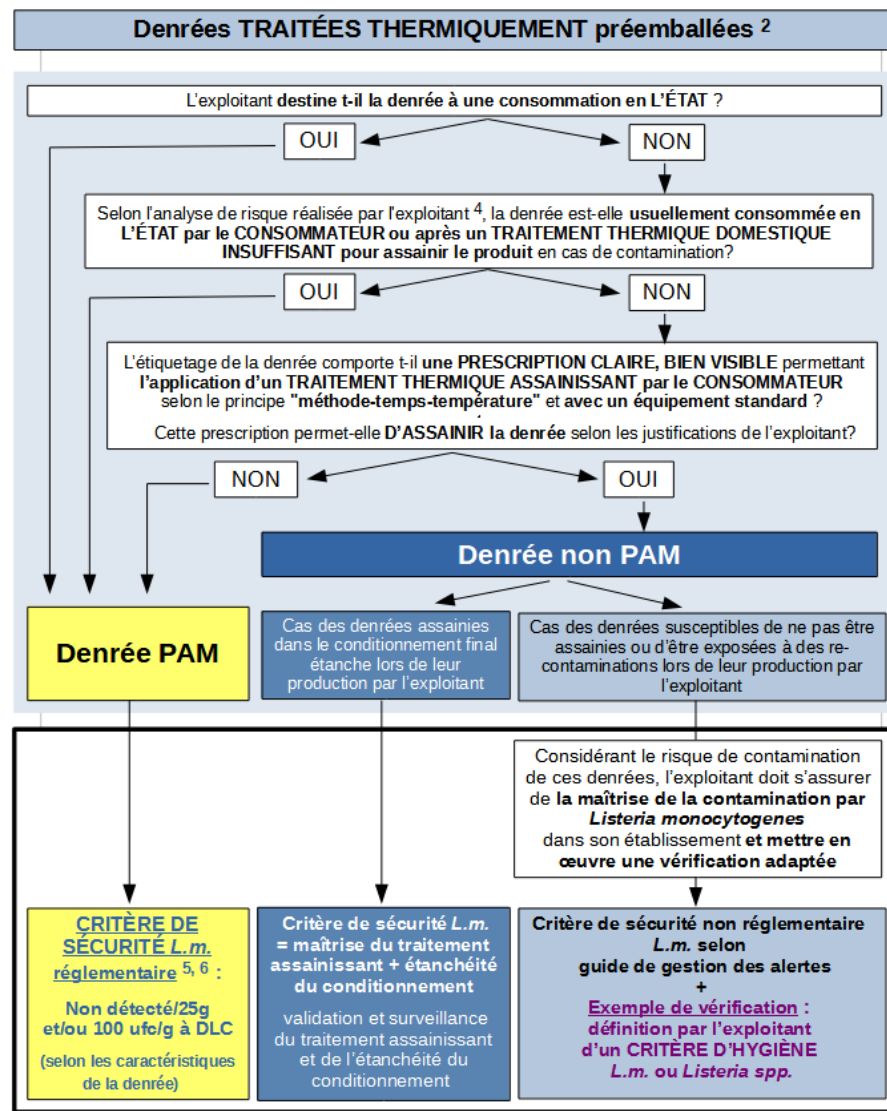 Denrées TRAITÉES THERMIQUEMENT préemballées 2
L'exploitant destine t-il la denrée à une consommation en L'ÉTAT ?
OUI
NON
Selon l'analyse de risque réalisée par l'exploitant 4, la denrée est-elle usuellement consommée en
L'ÉTAT par le CONSOMMATEUR ou après un TRAITEMENT THERMIQUE DOMESTIQUE
INSUFFISANT pour assainir le produit en cas de contamination?
OUI
NON
L'étiquetage de la denrée comporte t-il une PRESCRIPTION CLAIRE, BIEN VISIBLE permettant
l'application d'un TRAITEMENT THERMIQUE ASSAINISSANT par le CONSOMMATEUR
selon le principe "méthode-temps-température" et avec un équipement standard ?
Cette prescription permet-elle D'ASSAINIR la denrée selon les justifications de l'exploitant?
NON
OUI
Denrée non PAM
Denrée PAM
Cas des denrées assainies
dans le conditionnement final
étanche lors de leur
production par l'exploitant
Cas des denrées susceptibles de ne pas être
assainies ou d'être exposées à des re-
contaminations lors de leur production par
l'exploitant
Considérant le risque de contamination
de ces denrées, l'exploitant doit s'assurer
de la maîtrise de la contamination par
Listeria monocytogenes
dans son établissement et mettre en
œuvre une vérification adaptée
CRITÈRE DE
SÉCURITÉ L.m.
réglementaire 5, 6 :
Non détecté/25g
et/ou 100 ufc/g à DLC
(selon les caractéristiques
de la denrée)
Critère de sécurité L.m.
= maîtrise du traitement
assainissant + étanchéité
du conditionnement
validation et surveillance
du traitement assainissant
et de l'étanchéité du
conditionnement
Critère de sécurité non réglementaire
L.m. selon
guide de gestion des alertes
+
Exemple de vérification :
définition par l'exploitant
d'un CRITÈRE D'HYGIÈNE
L.m. ou Listeria spp.